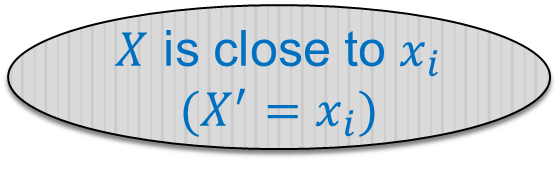 X is close to xᵢ
(X′ = xᵢ)